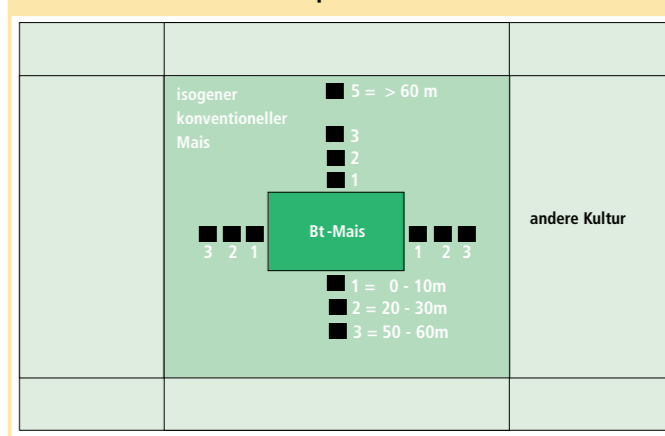 isogener
konventioneller
Mais
5 = > 60 m
3
2
1
Bt-Mais
3 2 1
1 2 3
andere Kultur
1 = 0 - 10m
2 = 20 - 30m
3 = 50 - 60m